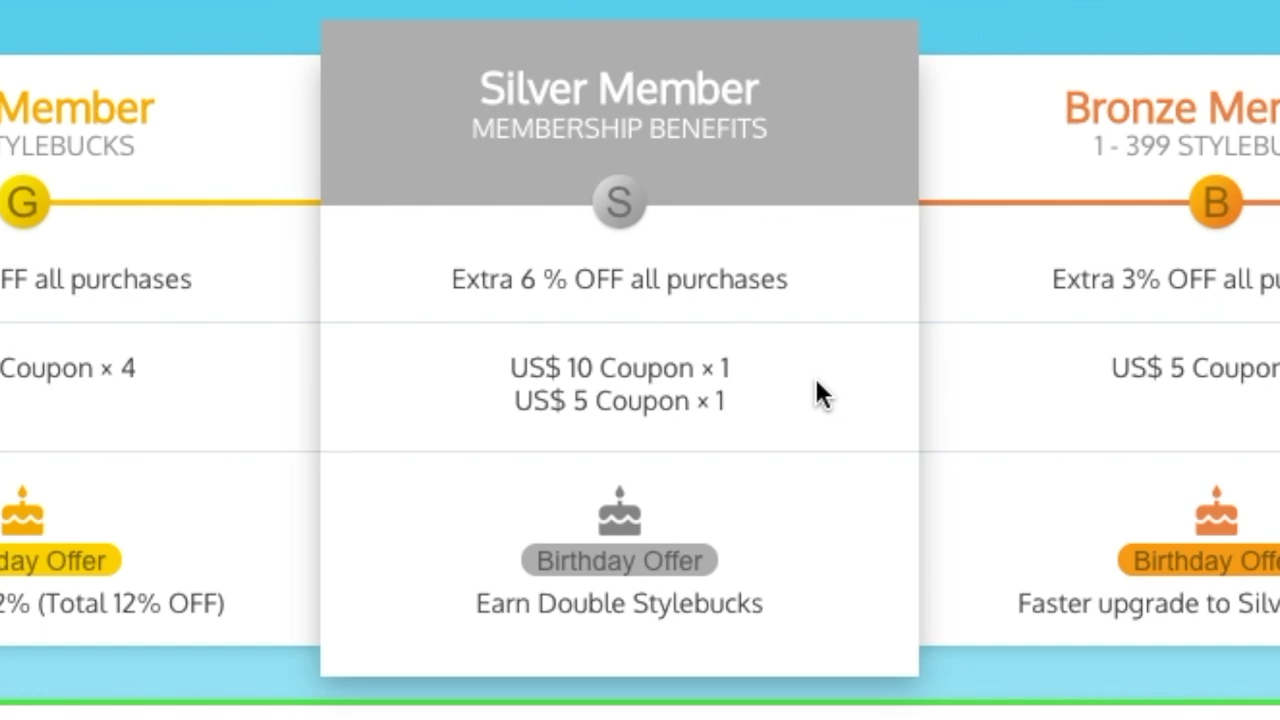 Member
TYLEBUCKS
G
FF all purchases
Coupon × 4
day Offer
2% (Total 12% OFF)
Silver Member
MEMBERSHIP BENEFITS
S
Extra 6 % OFF all purchases
US$ 10 Coupon × 1
US$ 5 Coupon × 1
Birthday Offer
Earn Double Stylebucks
Bronze Mem
1 - 399 STYLEBU
B
Extra 3% OFF all pu
US$ 5 Coupon
Birthday Offe
Faster upgrade to Silv